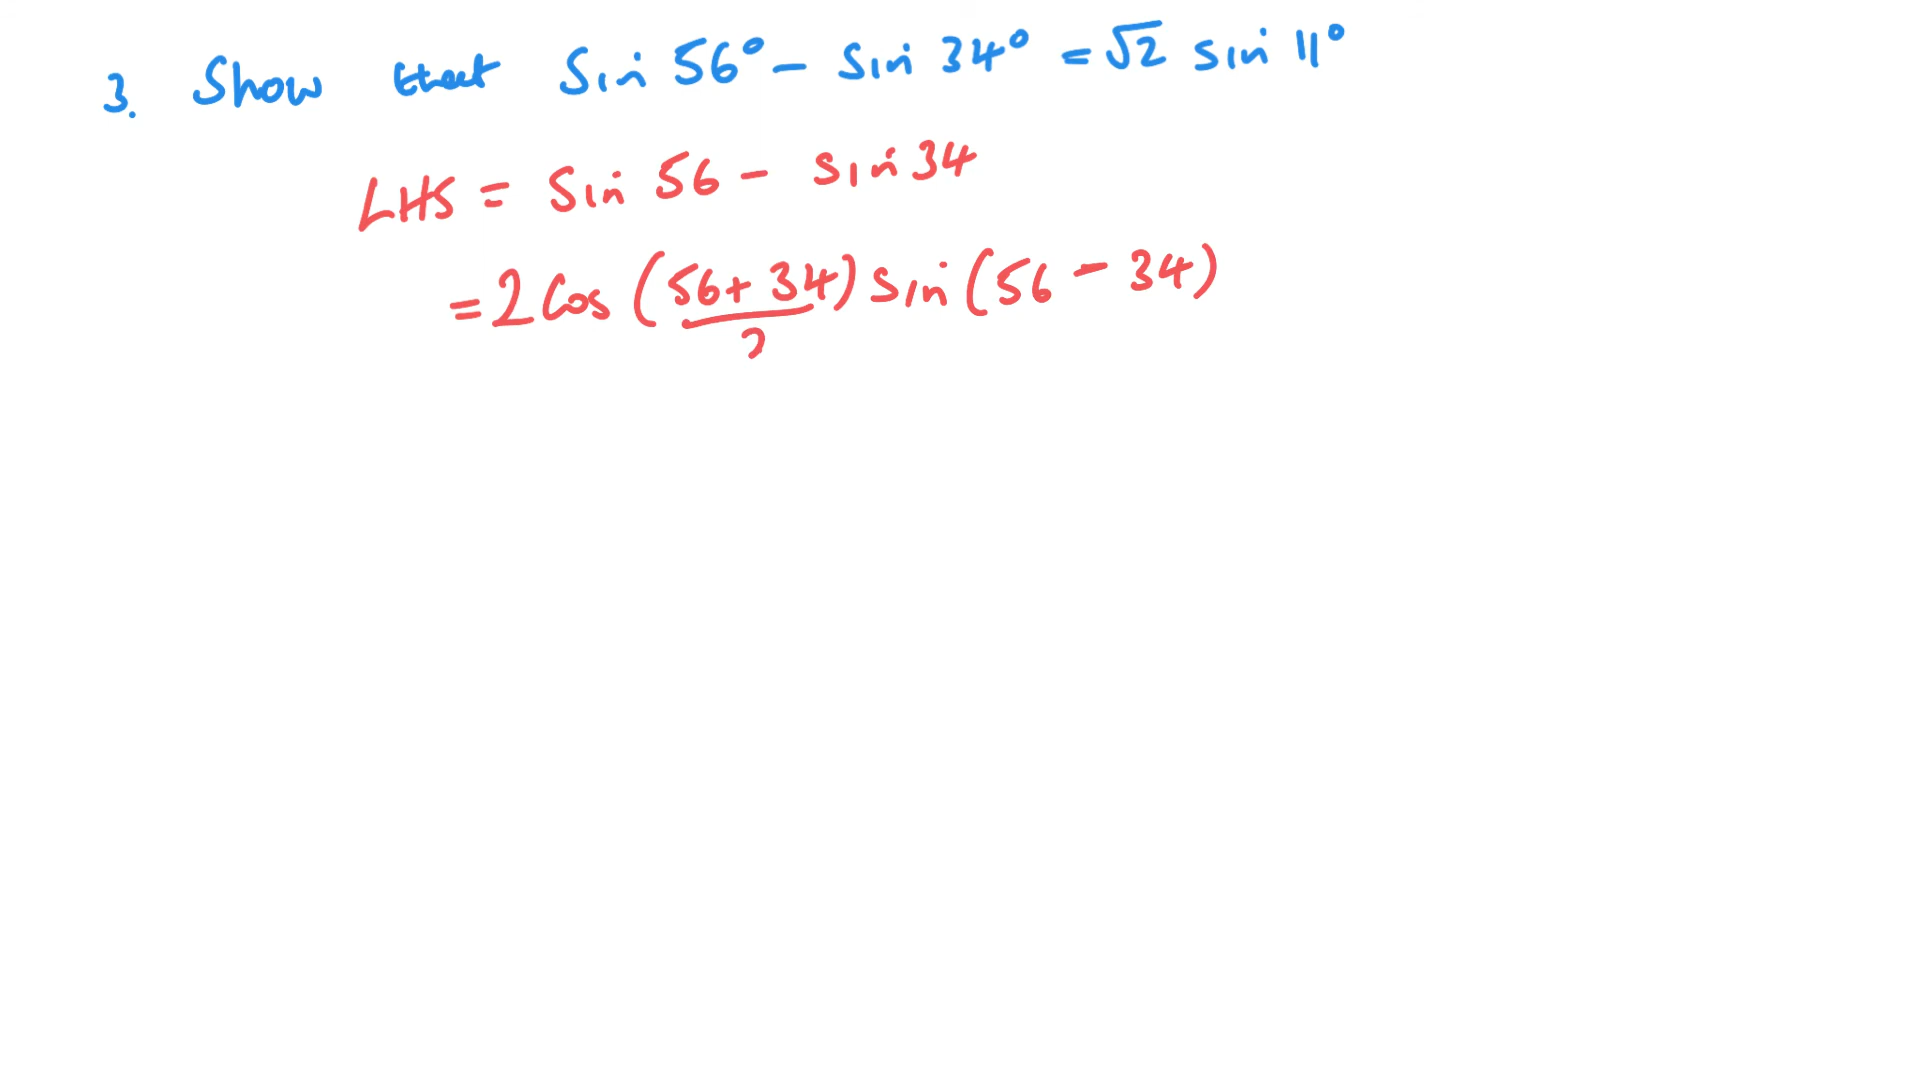 3. Show that Sin 56° - Sin 34° = √2 sin 11°
LHS = Sin 56 - Sin 34
= 2 Cos (56+34) Sin (56 - 34)
2